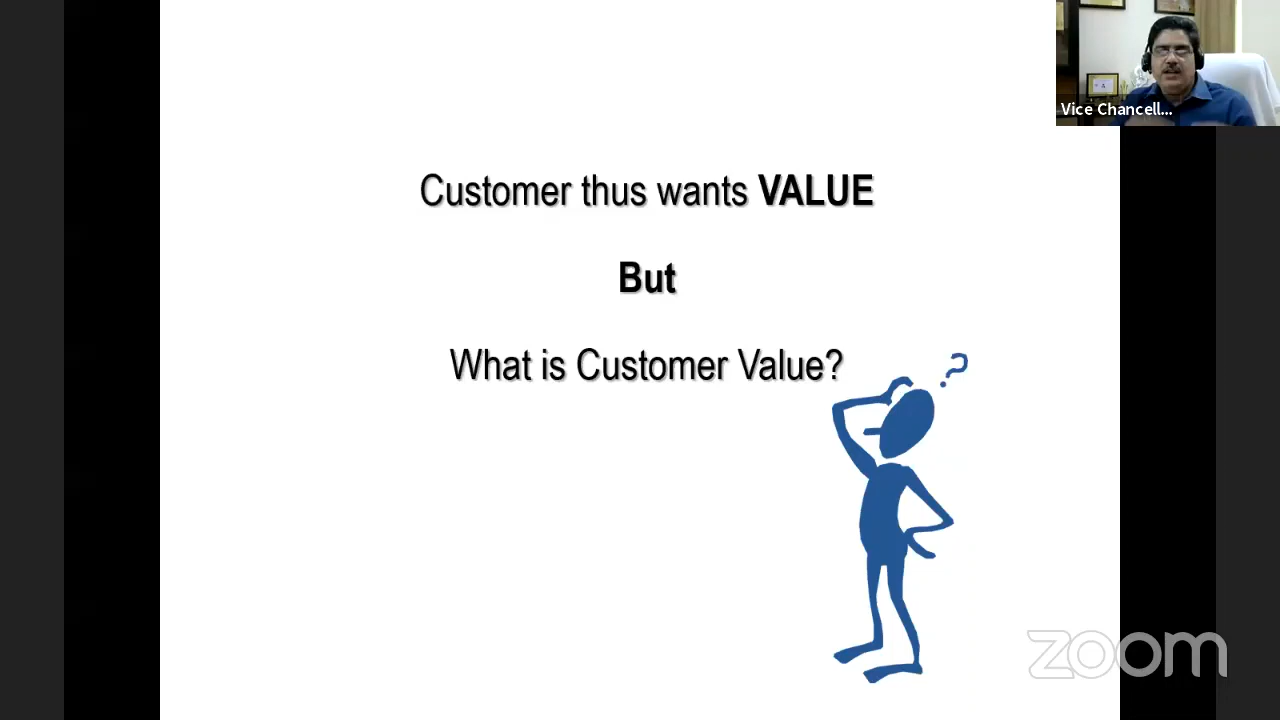 Vice Chancell...
Customer thus wants VALUE
But
What is Customer Value?
?
zoom